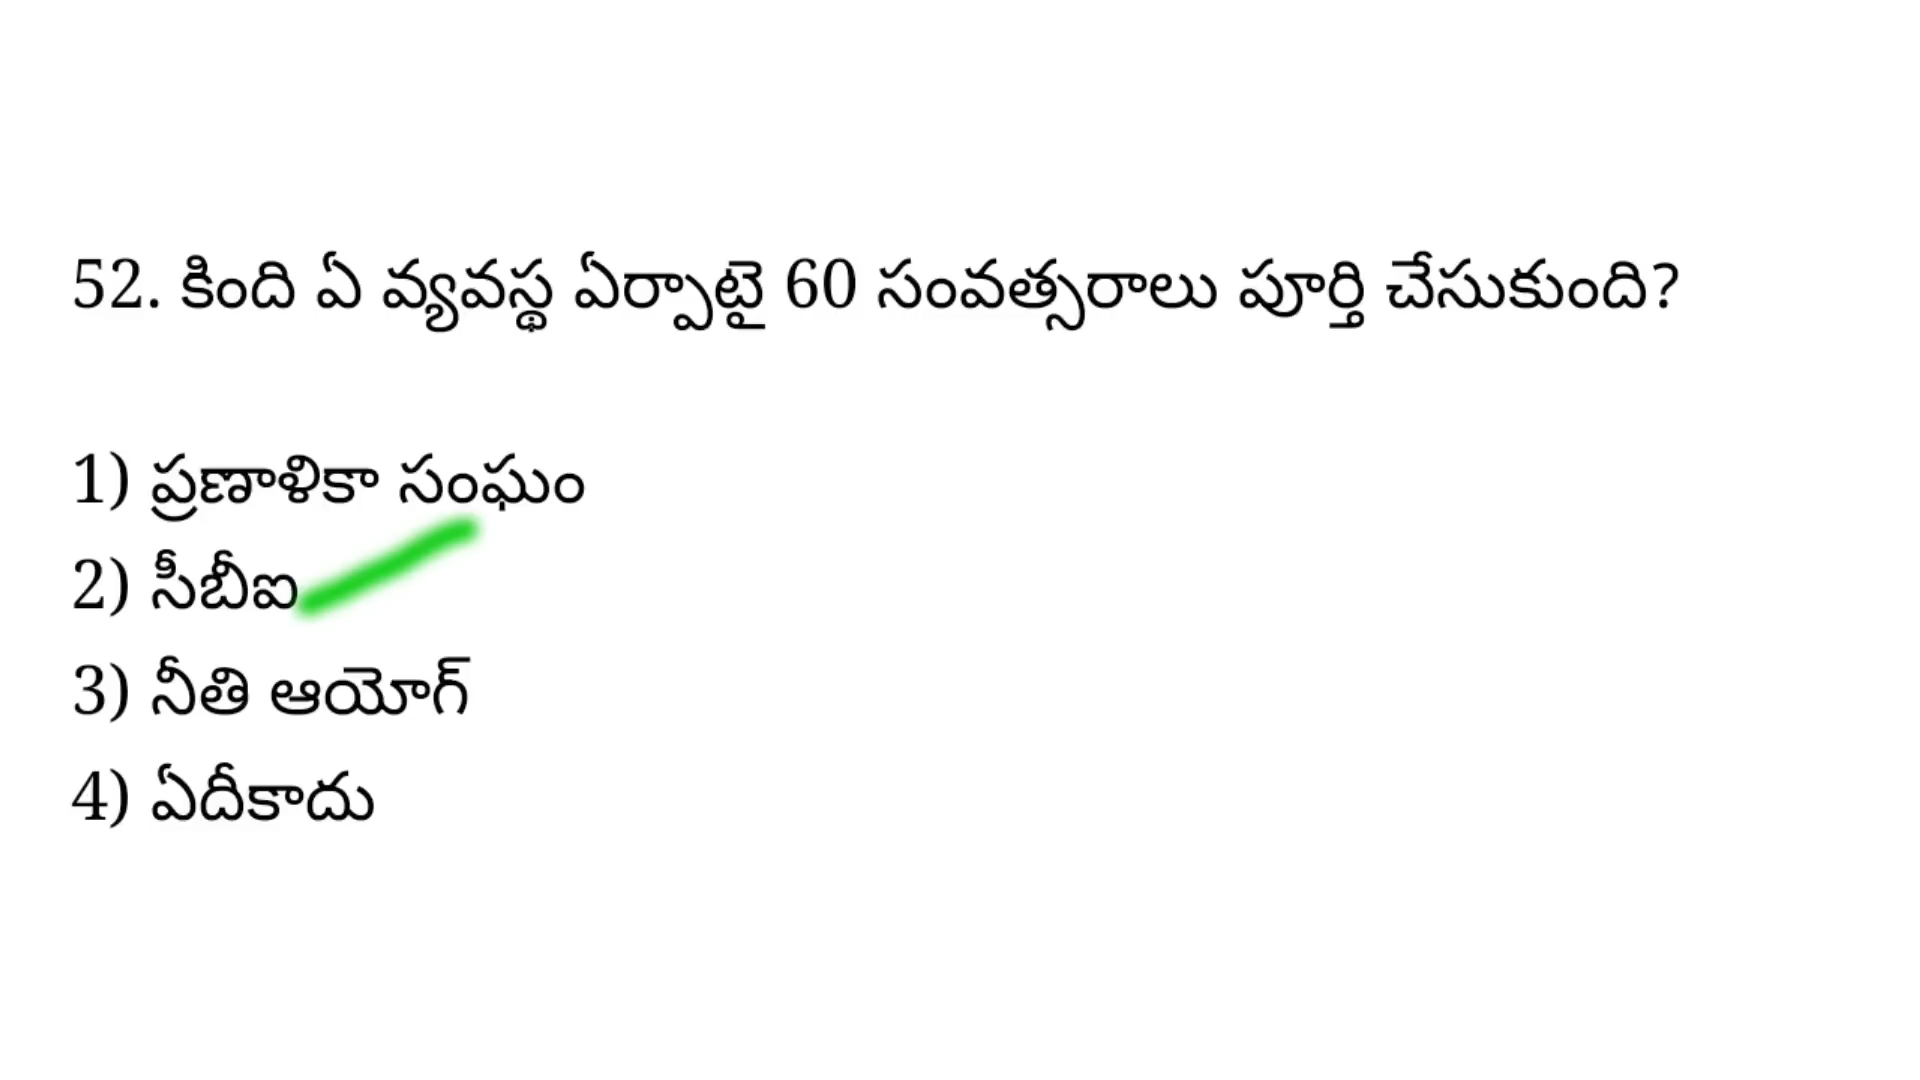 52. కింది ఏ వ్యవస్థ ఏర్పాటై 60 సంవత్సరాలు పూర్తి చేసుకుంది?
1) ప్రణాళికా సంఘం
2) సీబీఐ
3) నీతి ఆయోగ్
4) ఏదీకాదు